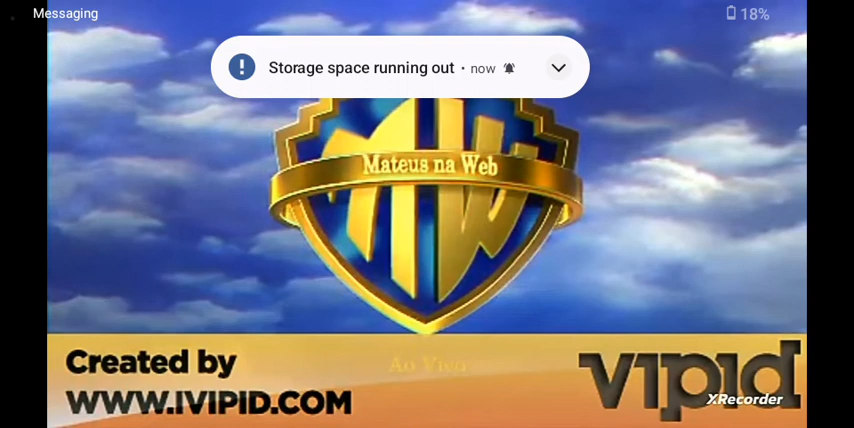 Messaging
18%
Storage space running out • now
Mateus na Web
MW
Ao Vivo
Created by
WWW.IVIPID.COM
vipid
XRecorder